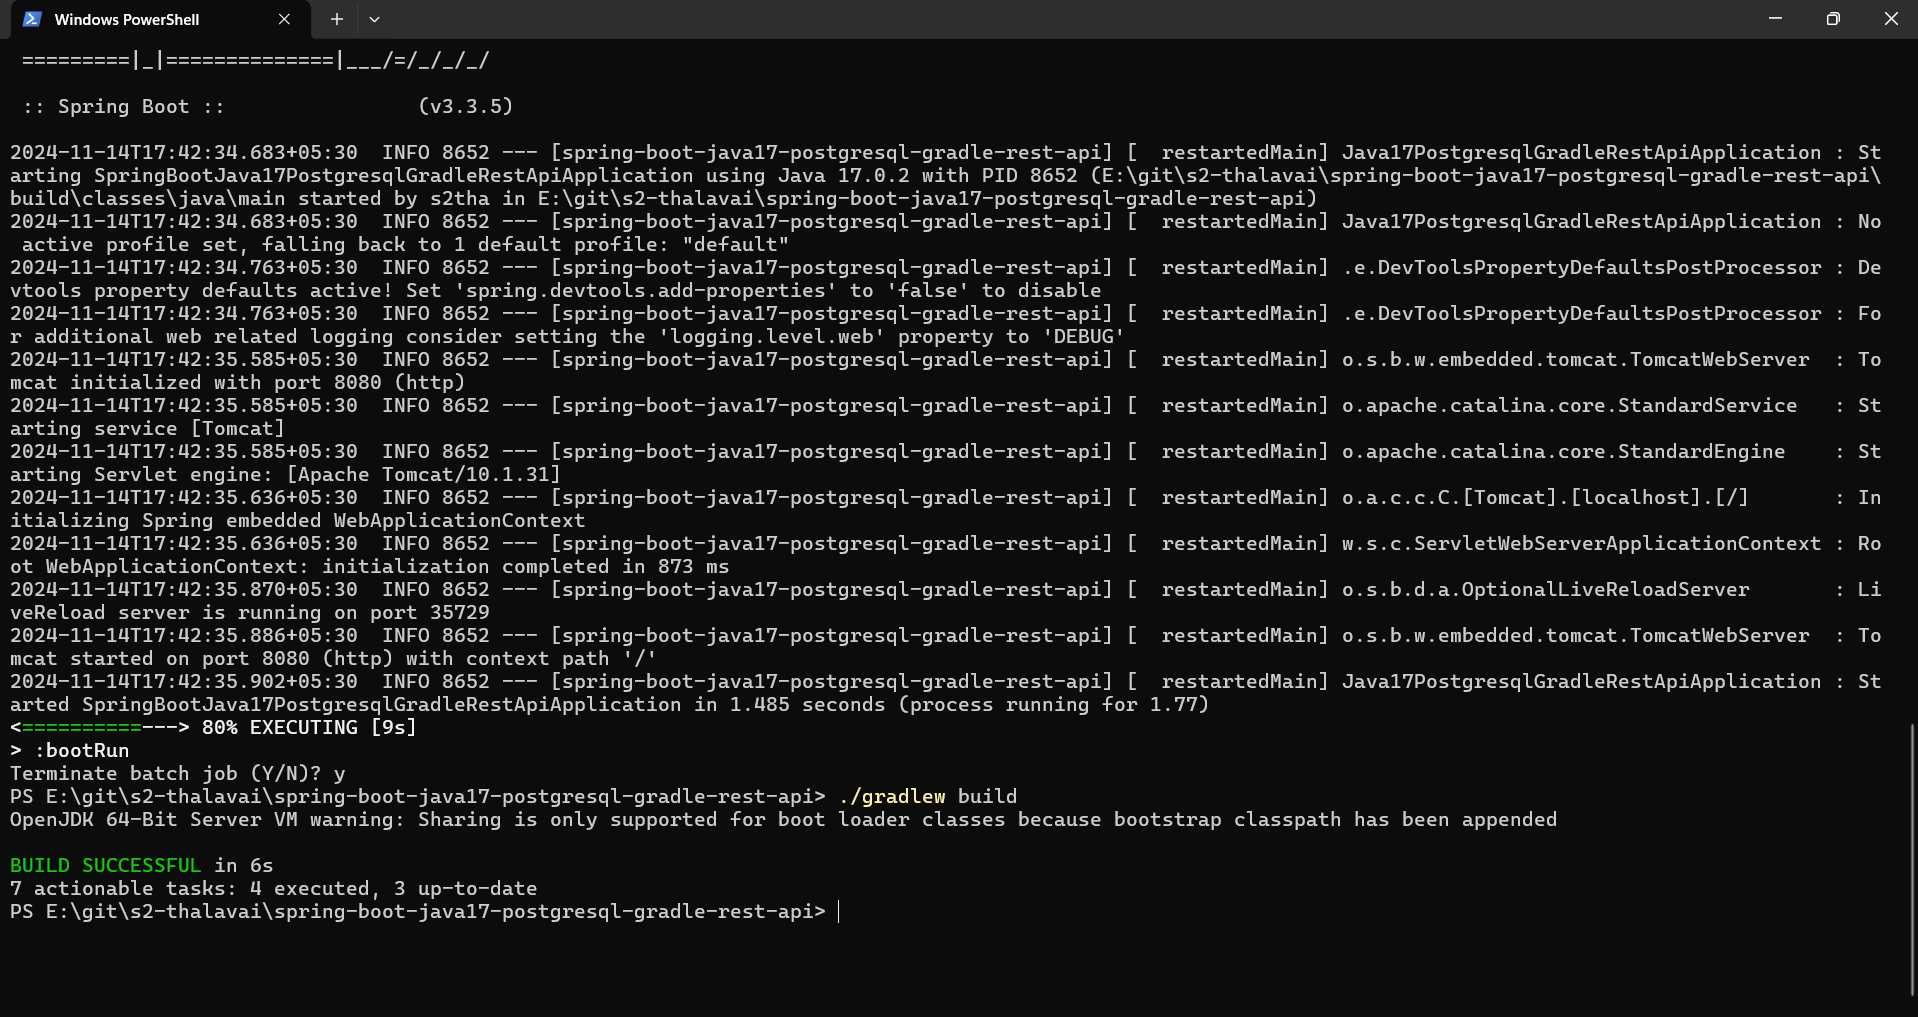 Windows PowerShell
=========|_|==============|___/=/_/_/_/
:: Spring Boot ::                (v3.3.5)
2024-11-14T17:42:34.683+05:30  INFO 8652 --- [spring-boot-java17-postgresql-gradle-rest-api] [  restartedMain] Java17PostgresqlGradleRestApiApplication : St
arting SpringBootJava17PostgresqlGradleRestApiApplication using Java 17.0.2 with PID 8652 (E:\git\s2-thalavai\spring-boot-java17-postgresql-gradle-rest-api\
build\classes\java\main started by s2tha in E:\git\s2-thalavai\spring-boot-java17-postgresql-gradle-rest-api)
2024-11-14T17:42:34.683+05:30  INFO 8652 --- [spring-boot-java17-postgresql-gradle-rest-api] [  restartedMain] Java17PostgresqlGradleRestApiApplication : No
 active profile set, falling back to 1 default profile: "default"
2024-11-14T17:42:34.763+05:30  INFO 8652 --- [spring-boot-java17-postgresql-gradle-rest-api] [  restartedMain] .e.DevToolsPropertyDefaultsPostProcessor : De
vtools property defaults active! Set 'spring.devtools.add-properties' to 'false' to disable
2024-11-14T17:42:34.763+05:30  INFO 8652 --- [spring-boot-java17-postgresql-gradle-rest-api] [  restartedMain] .e.DevToolsPropertyDefaultsPostProcessor : Fo
r additional web related logging consider setting the 'logging.level.web' property to 'DEBUG'
2024-11-14T17:42:35.585+05:30  INFO 8652 --- [spring-boot-java17-postgresql-gradle-rest-api] [  restartedMain] o.s.b.w.embedded.tomcat.TomcatWebServer  : To
mcat initialized with port 8080 (http)
2024-11-14T17:42:35.585+05:30  INFO 8652 --- [spring-boot-java17-postgresql-gradle-rest-api] [  restartedMain] o.apache.catalina.core.StandardService   : St
arting service [Tomcat]
2024-11-14T17:42:35.585+05:30  INFO 8652 --- [spring-boot-java17-postgresql-gradle-rest-api] [  restartedMain] o.apache.catalina.core.StandardEngine    : St
arting Servlet engine: [Apache Tomcat/10.1.31]
2024-11-14T17:42:35.636+05:30  INFO 8652 --- [spring-boot-java17-postgresql-gradle-rest-api] [  restartedMain] o.a.c.c.C.[Tomcat].[localhost].[/]       : In
itializing Spring embedded WebApplicationContext
2024-11-14T17:42:35.636+05:30  INFO 8652 --- [spring-boot-java17-postgresql-gradle-rest-api] [  restartedMain] w.s.c.ServletWebServerApplicationContext : Ro
ot WebApplicationContext: initialization completed in 873 ms
2024-11-14T17:42:35.870+05:30  INFO 8652 --- [spring-boot-java17-postgresql-gradle-rest-api] [  restartedMain] o.s.b.d.a.OptionalLiveReloadServer       : Li
veReload server is running on port 35729
2024-11-14T17:42:35.886+05:30  INFO 8652 --- [spring-boot-java17-postgresql-gradle-rest-api] [  restartedMain] o.s.b.w.embedded.tomcat.TomcatWebServer  : To
mcat started on port 8080 (http) with context path '/'
2024-11-14T17:42:35.902+05:30  INFO 8652 --- [spring-boot-java17-postgresql-gradle-rest-api] [  restartedMain] Java17PostgresqlGradleRestApiApplication : St
arted SpringBootJava17PostgresqlGradleRestApiApplication in 1.485 seconds (process running for 1.77)
<==========---> 80% EXECUTING [9s]
> :bootRun
Terminate batch job (Y/N)? y
PS E:\git\s2-thalavai\spring-boot-java17-postgresql-gradle-rest-api> ./gradlew build
OpenJDK 64-Bit Server VM warning: Sharing is only supported for boot loader classes because bootstrap classpath has been appended
BUILD SUCCESSFUL in 6s
7 actionable tasks: 4 executed, 3 up-to-date
PS E:\git\s2-thalavai\spring-boot-java17-postgresql-gradle-rest-api>